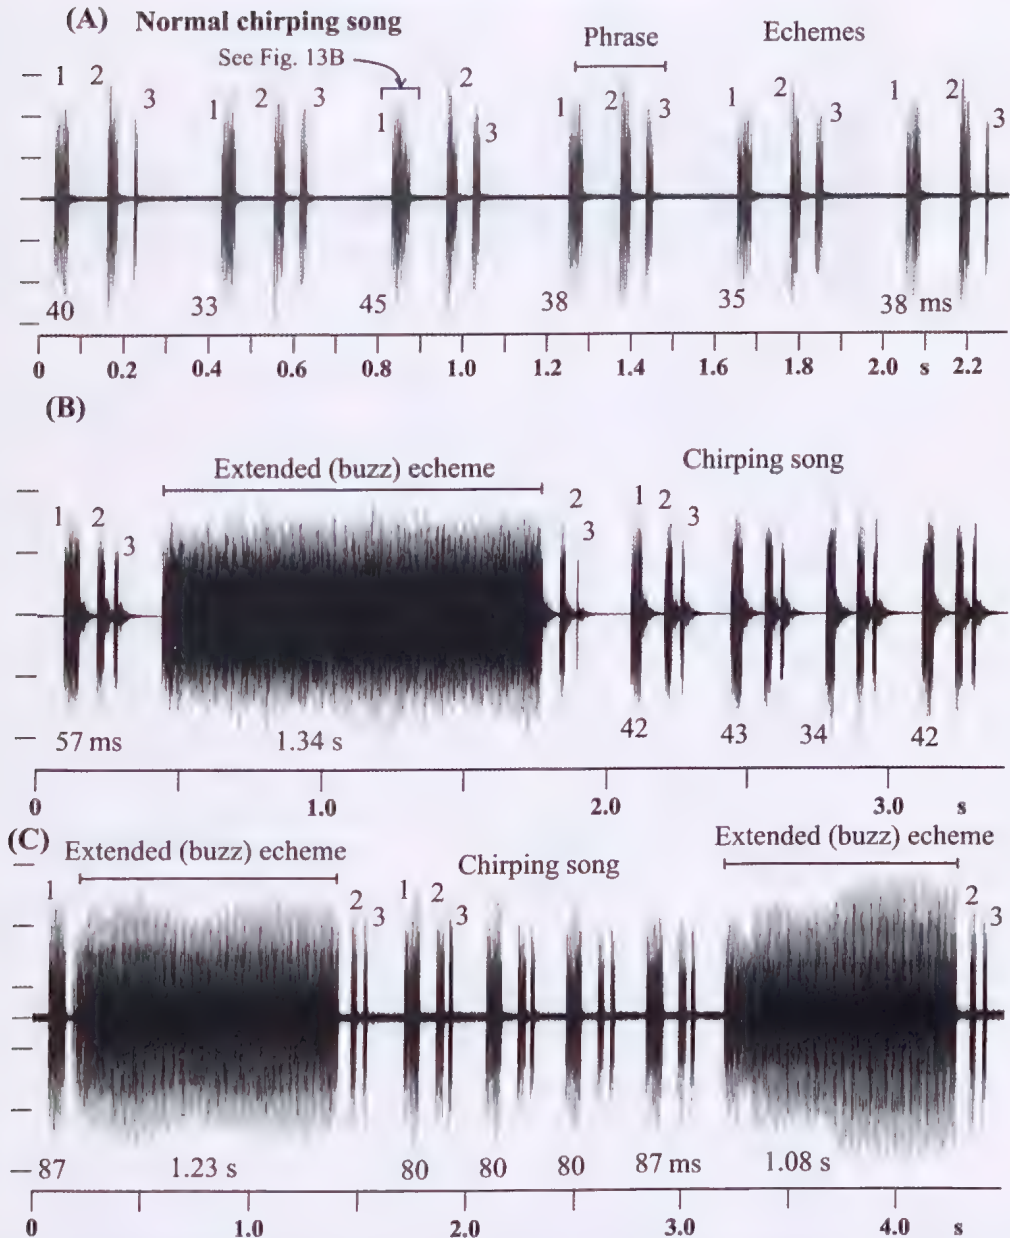 (A) Normal chirping song
See Fig. 13B
Phrase
Echemes
1 2 3 1 2 3 1 2 3 1 2 3 1 2 3 1 2 3
40 33 45 38 35 38 ms
0 0.2 0.4 0.6 0.8 1.0 1.2 1.4 1.6 1.8 2.0 s 2.2
(B)
Extended (buzz) echeme
Chirping song
1 2 3 2 3 1 2 3
57 ms 1.34 s 42 43 34 42
0 1.0 2.0 3.0 s
(C) Extended (buzz) echeme
Chirping song
Extended (buzz) echeme
1 2 3 1 2 3 2 3
87 1.23 s 80 80 80 87 ms 1.08 s
0 1.0 2.0 3.0 4.0 s